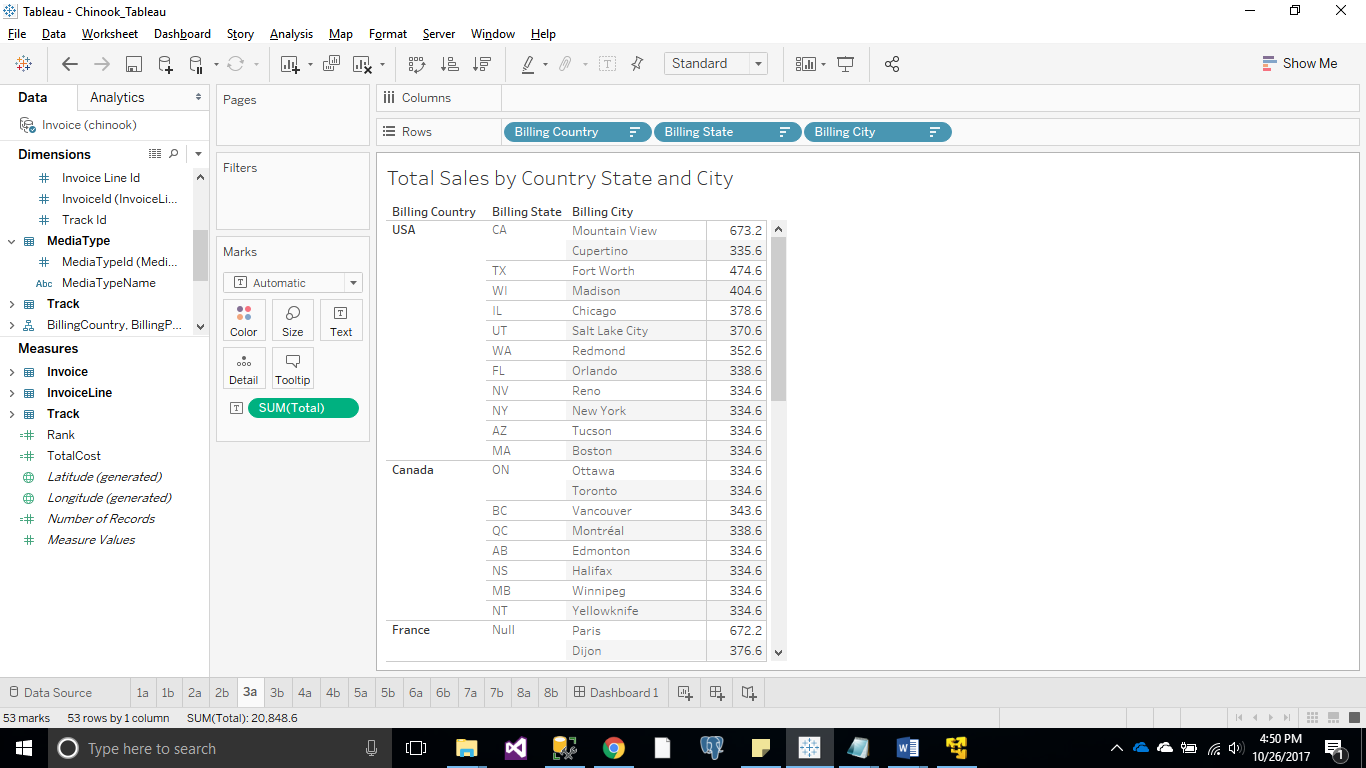 Tableau - Chinook_Tableau
File Data Worksheet Dashboard Story Analysis Map Format Server Window Help
Standard
Show Me
Data Analytics
Invoice (chinook)
Dimensions
Invoice Line Id
InvoiceId (InvoiceLi...
Track Id
MediaType
MediaTypeId (Medi...
Abc MediaTypeName
Track
BillingCountry, BillingP...
Measures
Invoice
InvoiceLine
Track
Rank
TotalCost
Latitude (generated)
Longitude (generated)
Number of Records
Measure Values
Pages
Filters
Marks
Automatic
Color Size Text
Detail Tooltip
SUM(Total)
Columns
Rows Billing Country Billing State Billing City
Total Sales by Country State and City
Billing Country Billing State Billing City
USA CA Mountain View 673.2
Cupertino 335.6
TX Fort Worth 474.6
WI Madison 404.6
IL Chicago 378.6
UT Salt Lake City 370.6
WA Redmond 352.6
FL Orlando 338.6
NV Reno 334.6
NY New York 334.6
AZ Tucson 334.6
MA Boston 334.6
Canada ON Ottawa 334.6
Toronto 334.6
BC Vancouver 343.6
QC Montréal 338.6
AB Edmonton 334.6
NS Halifax 334.6
MB Winnipeg 334.6
NT Yellowknife 334.6
France Null Paris 672.2
Dijon 376.6
Data Source 1a 1b 2a 2b 3a 3b 4a 4b 5a 5b 6a 6b 7a 7b 8a 8b Dashboard 1
53 marks 53 rows by 1 column SUM(Total): 20,848.6
Type here to search
4:50 PM
10/26/2017
1